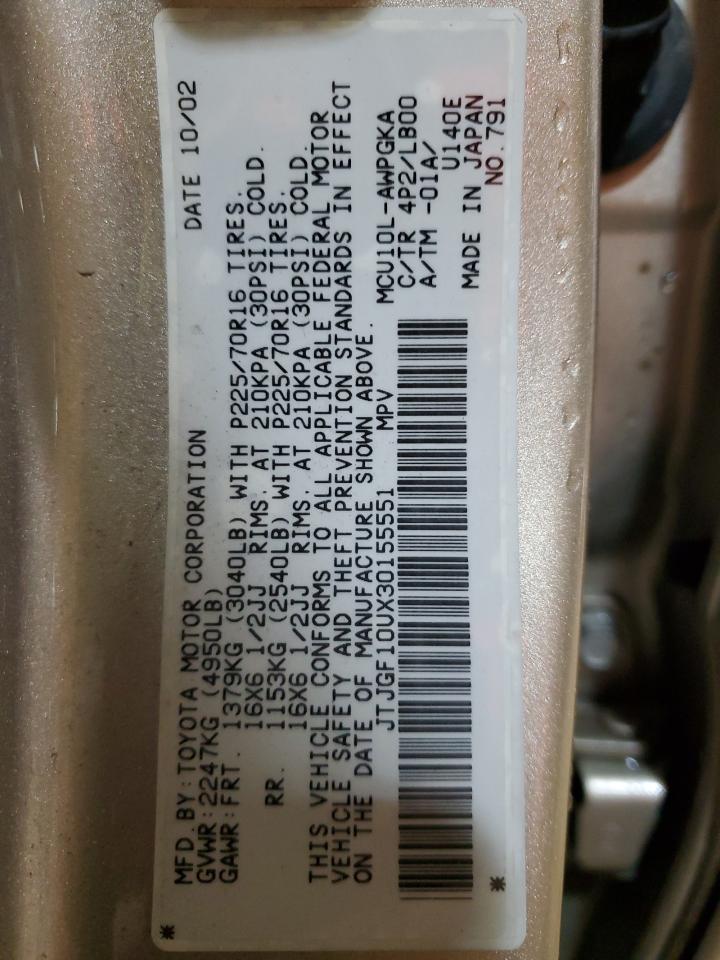 MFD.BY:TOYOTA MOTOR CORPORATION DATE 10/02
GVWR:2247KG (4950LB)
GAWR:FRT. 1379KG (3040LB) WITH P225/70R16 TIRES.
16X6 1/2JJ RIMS. AT 210KPA (30PSI) COLD.
RR. 1153KG (2540LB) WITH P225/70R16 TIRES.
16X6 1/2JJ RIMS. AT 210KPA (30PSI) COLD.
THIS VEHICLE CONFORMS TO ALL APPLICABLE FEDERAL MOTOR
VEHICLE SAFETY AND THEFT PREVENTION STANDARDS IN EFFECT
ON THE DATE OF MANUFACTURE SHOWN ABOVE.
JTJGF10UX30155551 MPV
MCU10L-AWPGKA
C/TR 4P2/LB00
A/TM -01A/
U140E
MADE IN JAPAN
NO.791